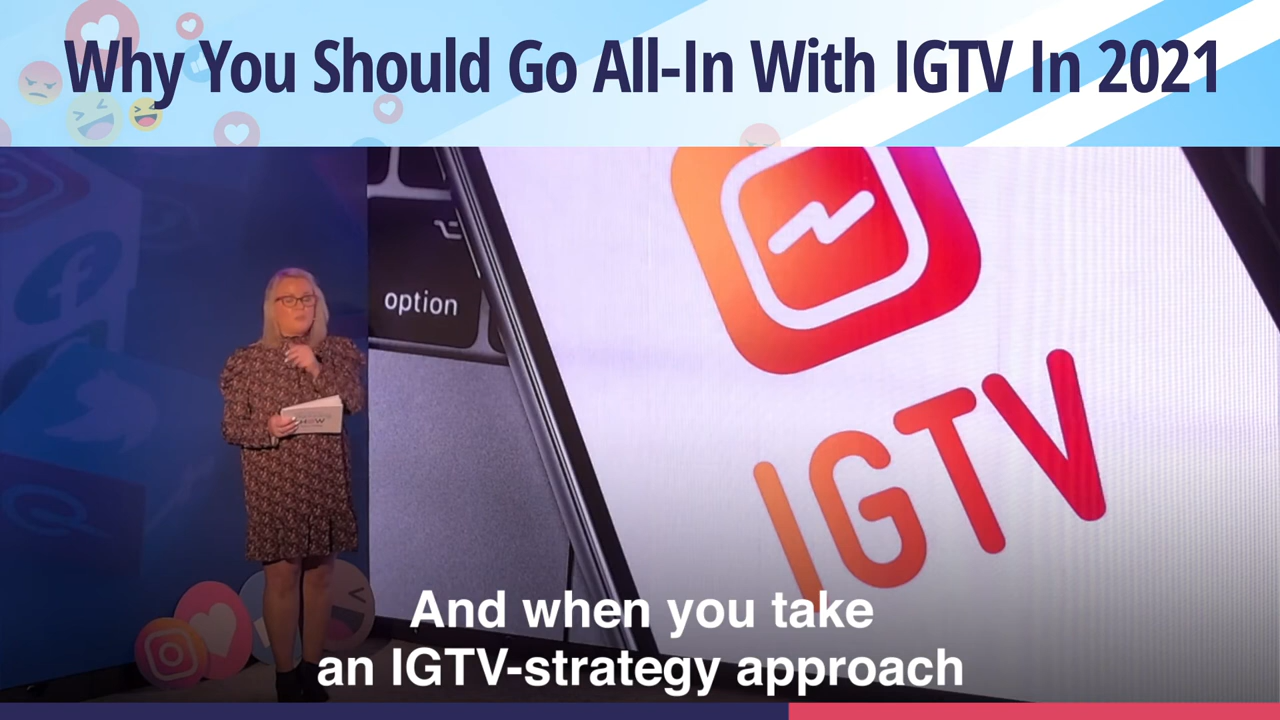 Why You Should Go All-In With IGTV In 2021
option
IGTV
And when you take
an IGTV-strategy approach